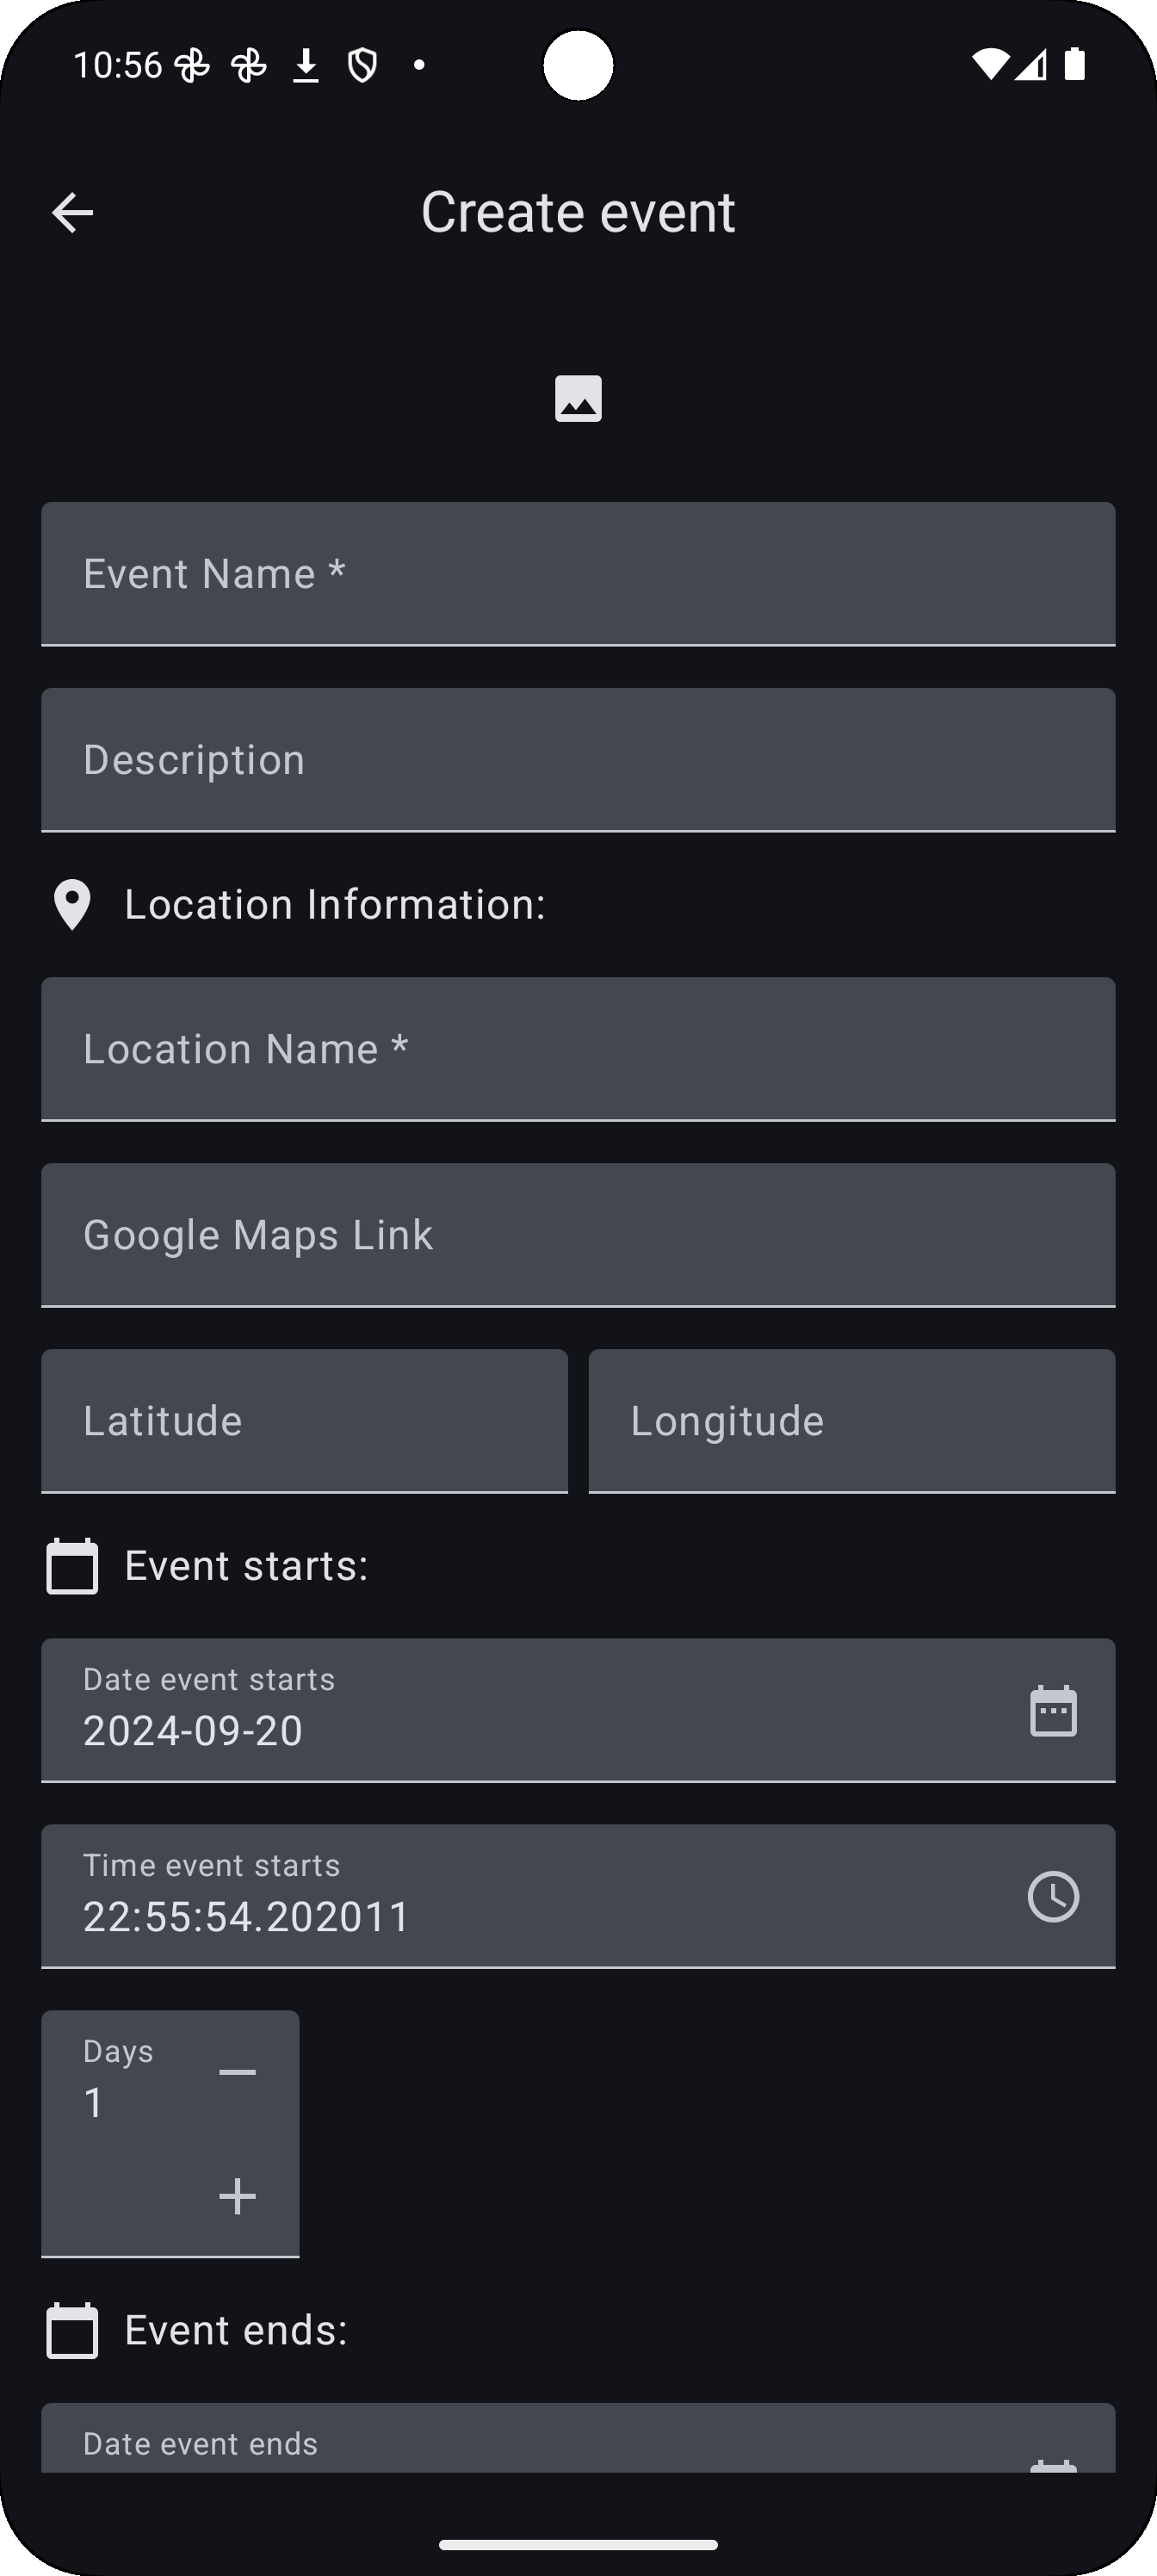 10:56
Create event
Event Name *
Description
Location Information:
Location Name *
Google Maps Link
Latitude Longitude
Event starts:
Date event starts
2024-09-20
Time event starts
22:55:54.202011
Days
1
Event ends:
Date event ends